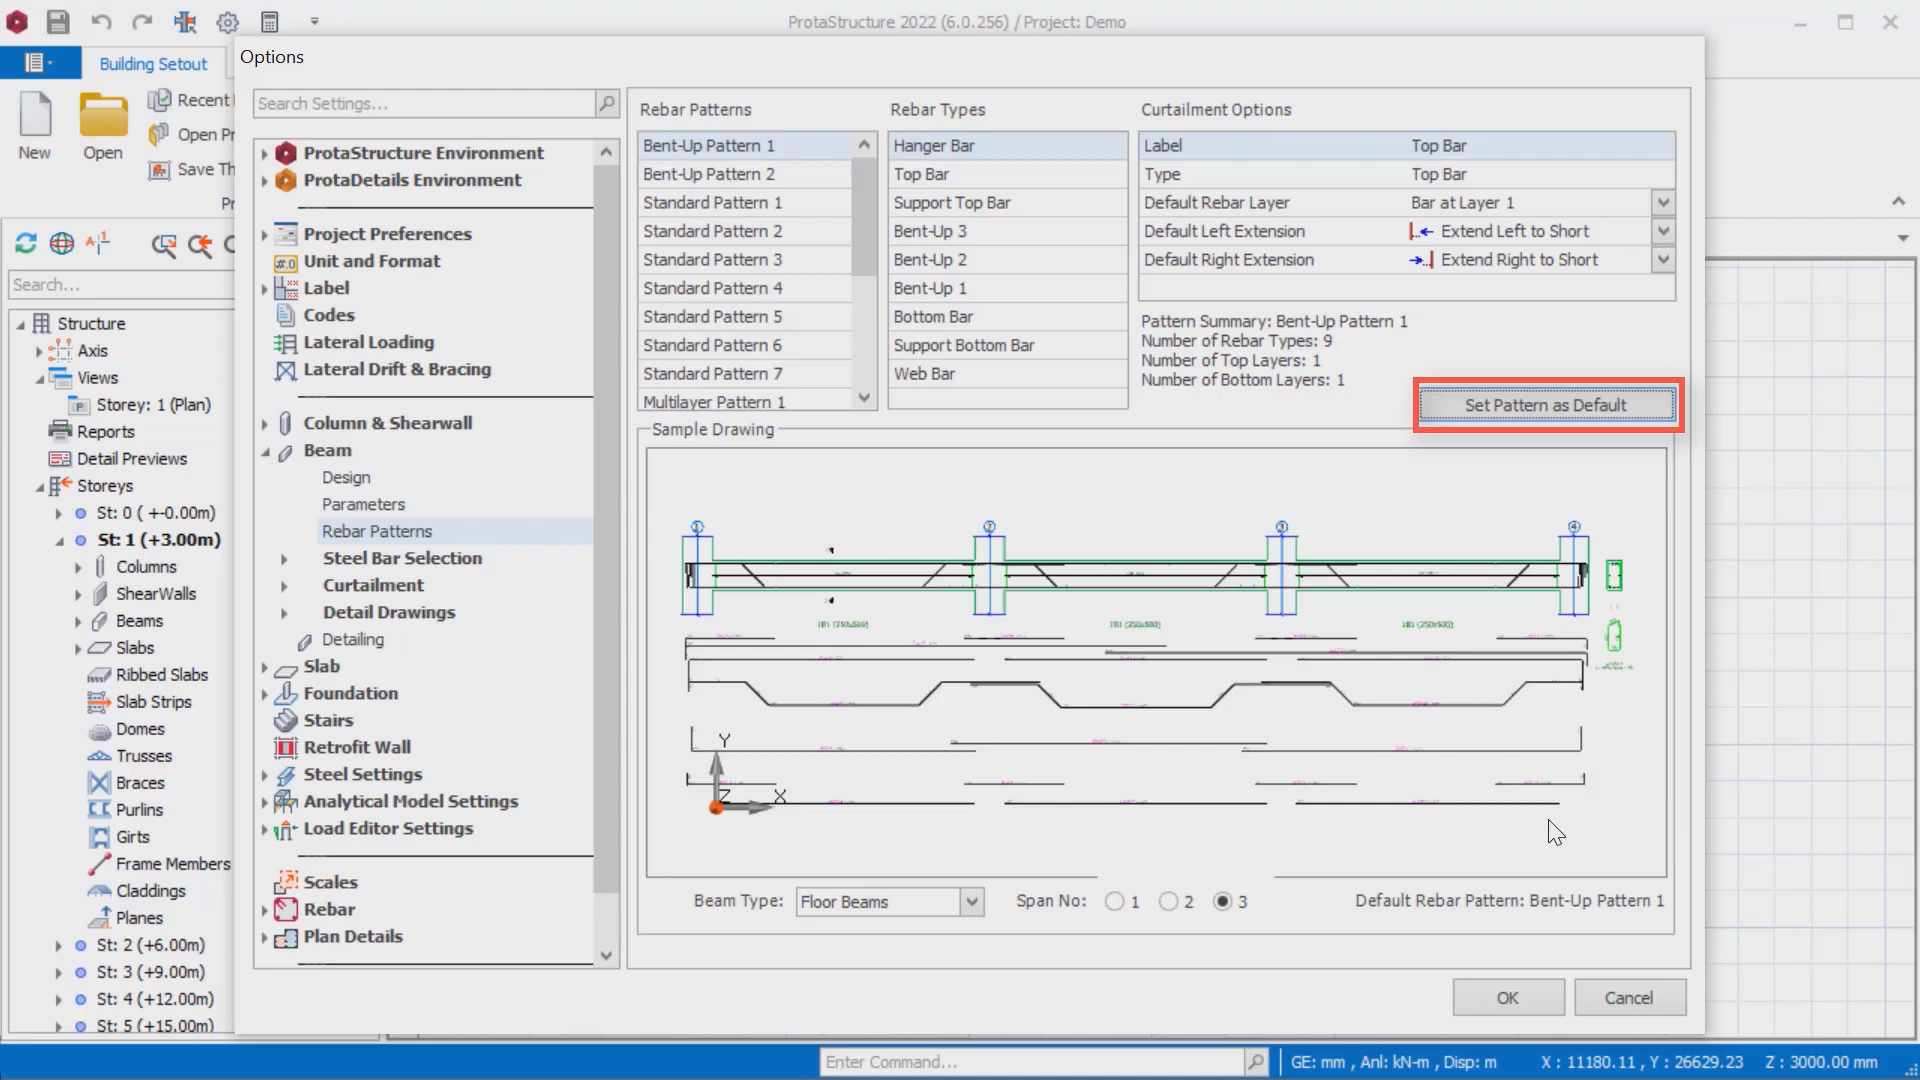 ProtaStructure 2022 (6.0.256) / Project: Demo
Building Setout
New
Open
Recent
Open Pr
Save Th
Pr
Search...
Structure
Axis
Views
Storey: 1 (Plan)
Reports
Detail Previews
Storeys
St: 0 ( +-0.00m)
St: 1 (+3.00m)
Columns
ShearWalls
Beams
Slabs
Ribbed Slabs
Slab Strips
Domes
Trusses
Braces
Purlins
Girts
Frame Members
Claddings
Planes
St: 2 (+6.00m)
St: 3 (+9.00m)
St: 4 (+12.00m)
St: 5 (+15.00m)
Options
Search Settings...
ProtaStructure Environment
ProtaDetails Environment
Project Preferences
Unit and Format
Label
Codes
Lateral Loading
Lateral Drift & Bracing
Column & Shearwall
Beam
Design
Parameters
Rebar Patterns
Steel Bar Selection
Curtailment
Detail Drawings
Detailing
Slab
Foundation
Stairs
Retrofit Wall
Steel Settings
Analytical Model Settings
Load Editor Settings
Scales
Rebar
Plan Details
Rebar Patterns
Bent-Up Pattern 1
Bent-Up Pattern 2
Standard Pattern 1
Standard Pattern 2
Standard Pattern 3
Standard Pattern 4
Standard Pattern 5
Standard Pattern 6
Standard Pattern 7
Multilayer Pattern 1
Rebar Types
Hanger Bar
Top Bar
Support Top Bar
Bent-Up 3
Bent-Up 2
Bent-Up 1
Bottom Bar
Support Bottom Bar
Web Bar
Curtailment Options
Label Top Bar
Type Top Bar
Default Rebar Layer Bar at Layer 1
Default Left Extension Extend Left to Short
Default Right Extension Extend Right to Short
Pattern Summary: Bent-Up Pattern 1
Number of Rebar Types: 9
Number of Top Layers: 1
Number of Bottom Layers: 1
Set Pattern as Default
Sample Drawing
1 2 3 4
Y
Z X
Beam Type: Floor Beams Span No: 1 2 3 Default Rebar Pattern: Bent-Up Pattern 1
OK Cancel
Enter Command... GE: mm , Anl: kN-m , Disp: m X : 11180.11 , Y : 26629.23 Z : 3000.00 mm